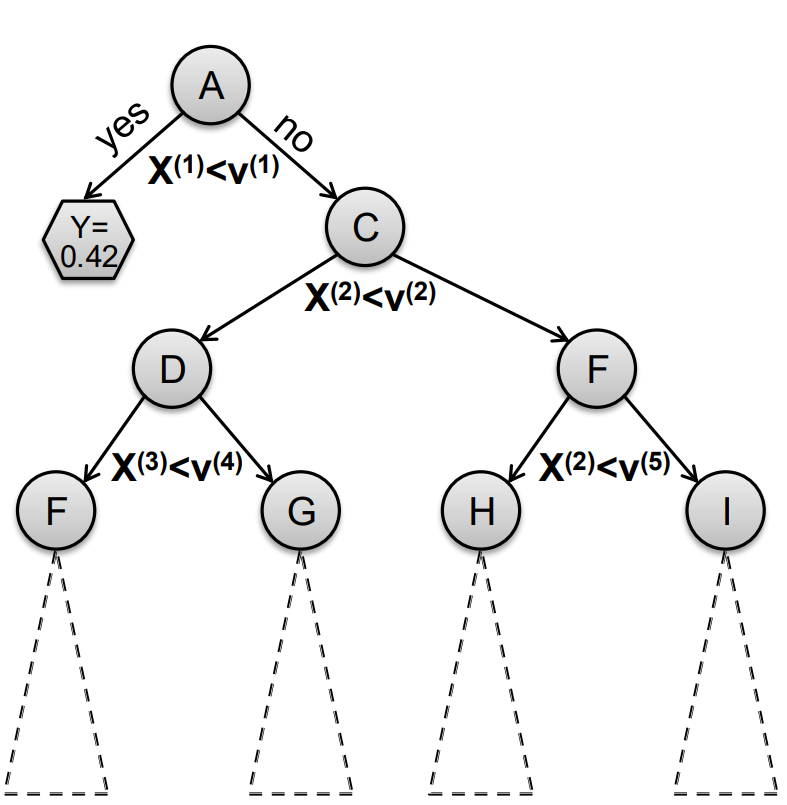 A
yes
no
X⁽¹⁾<v⁽¹⁾
Y=
0.42
C
X⁽²⁾<v⁽²⁾
D
F
X⁽³⁾<v⁽⁴⁾
X⁽²⁾<v⁽⁵⁾
F
G
H
I